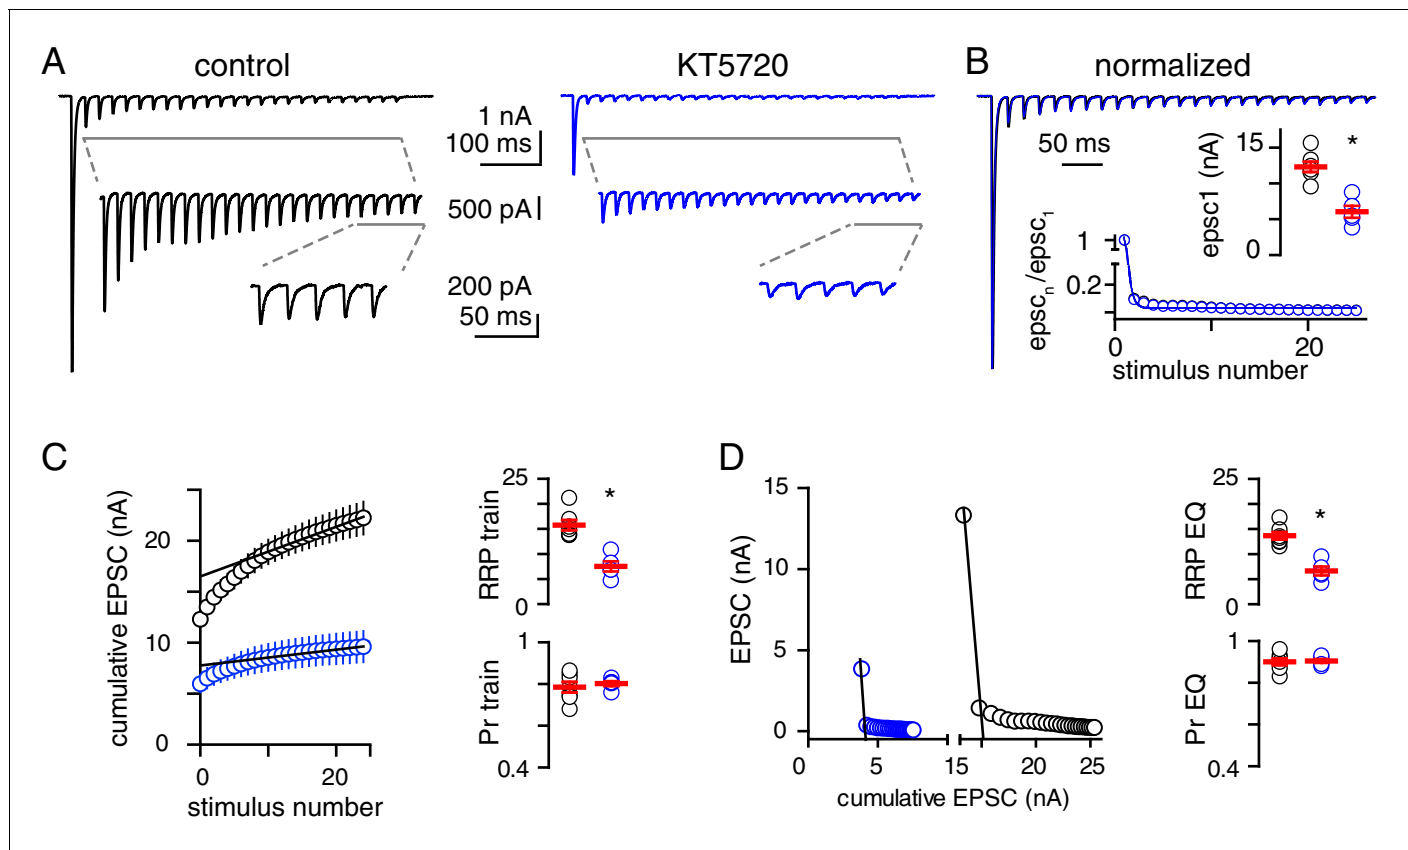 A
control
KT5720
1 nA
100 ms
500 pA
200 pA
50 ms
B
normalized
50 ms
15
epsc1 (nA)
0
*
epscn/epsc1
1
0.2
0
20
stimulus number
C
cumulative EPSC (nA)
20
10
0
0
20
stimulus number
25
RRP train
0
*
1
Pr train
0.4
D
15
10
5
0
EPSC (nA)
0
5
15
20
25
cumulative EPSC (nA)
25
RRP EQ
0
*
1
Pr EQ
0.4